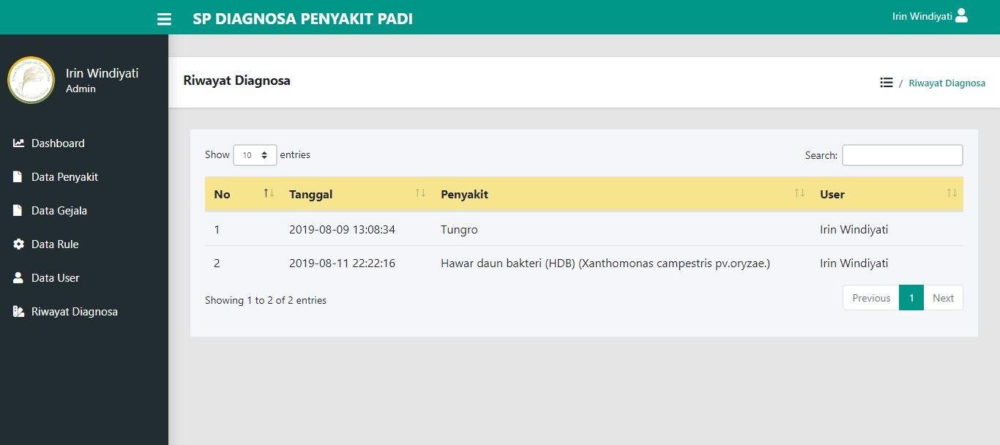 SP DIAGNOSA PENYAKIT PADI
Irin Windiyati
Irin Windiyati
Admin
Dashboard
Data Penyakit
Data Gejala
Data Rule
Data User
Riwayat Diagnosa
Riwayat Diagnosa
/ Riwayat Diagnosa
Show 10 entries
Search:
No Tanggal Penyakit User
1 2019-08-09 13:08:34 Tungro Irin Windiyati
2 2019-08-11 22:22:16 Hawar daun bakteri (HDB) (Xanthomonas campestris pv.oryzae.) Irin Windiyati
Showing 1 to 2 of 2 entries
Previous 1 Next